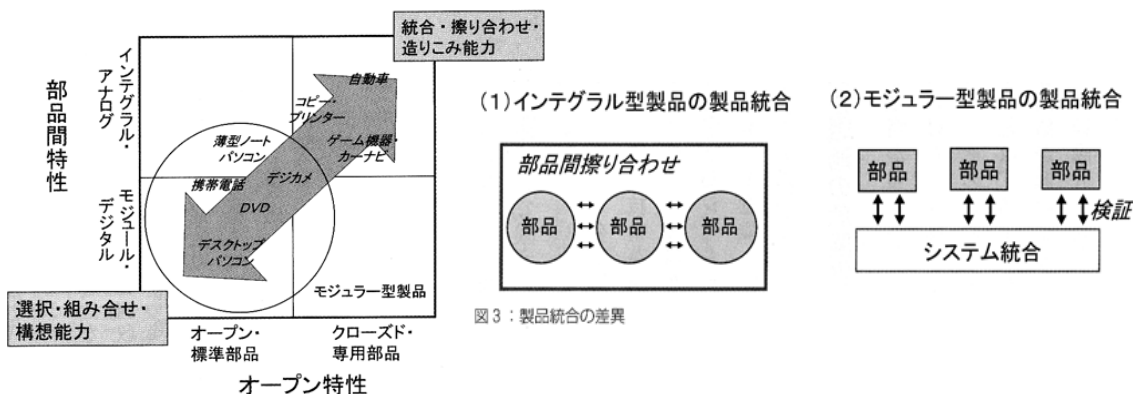 統合・擦り合わせ・
造りこみ能力
部品間特性
インテグラル・
アナログ
モジュール・
デジタル
自動車
コピー・
プリンター
薄型ノート
パソコン
ゲーム機器・
カーナビ
携帯電話
デジカメ
DVD
デスクトップ
パソコン
モジュラー型製品
選択・組み合せ・
構想能力
オープン・
標準部品
クローズド・
専用部品
オープン特性
(1)インテグラル型製品の製品統合
部品間擦り合わせ
部品
部品
部品
図3:製品統合の差異
(2)モジュラー型製品の製品統合
部品
部品
部品
検証
システム統合